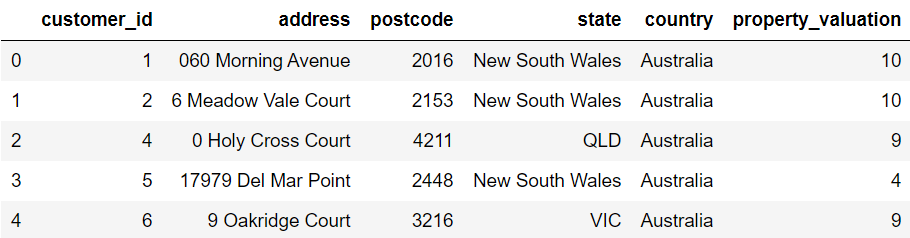 customer_id address postcode state country property_valuation
0 1 060 Morning Avenue 2016 New South Wales Australia 10
1 2 6 Meadow Vale Court 2153 New South Wales Australia 10
2 4 0 Holy Cross Court 4211 QLD Australia 9
3 5 17979 Del Mar Point 2448 New South Wales Australia 4
4 6 9 Oakridge Court 3216 VIC Australia 9